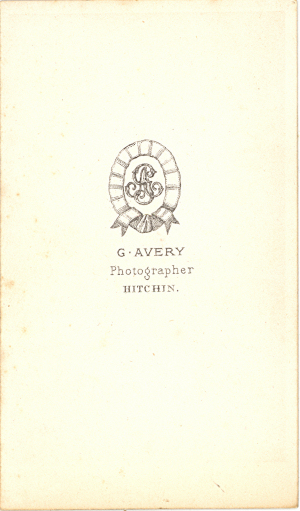 G · AVERY
Photographer
HITCHIN.